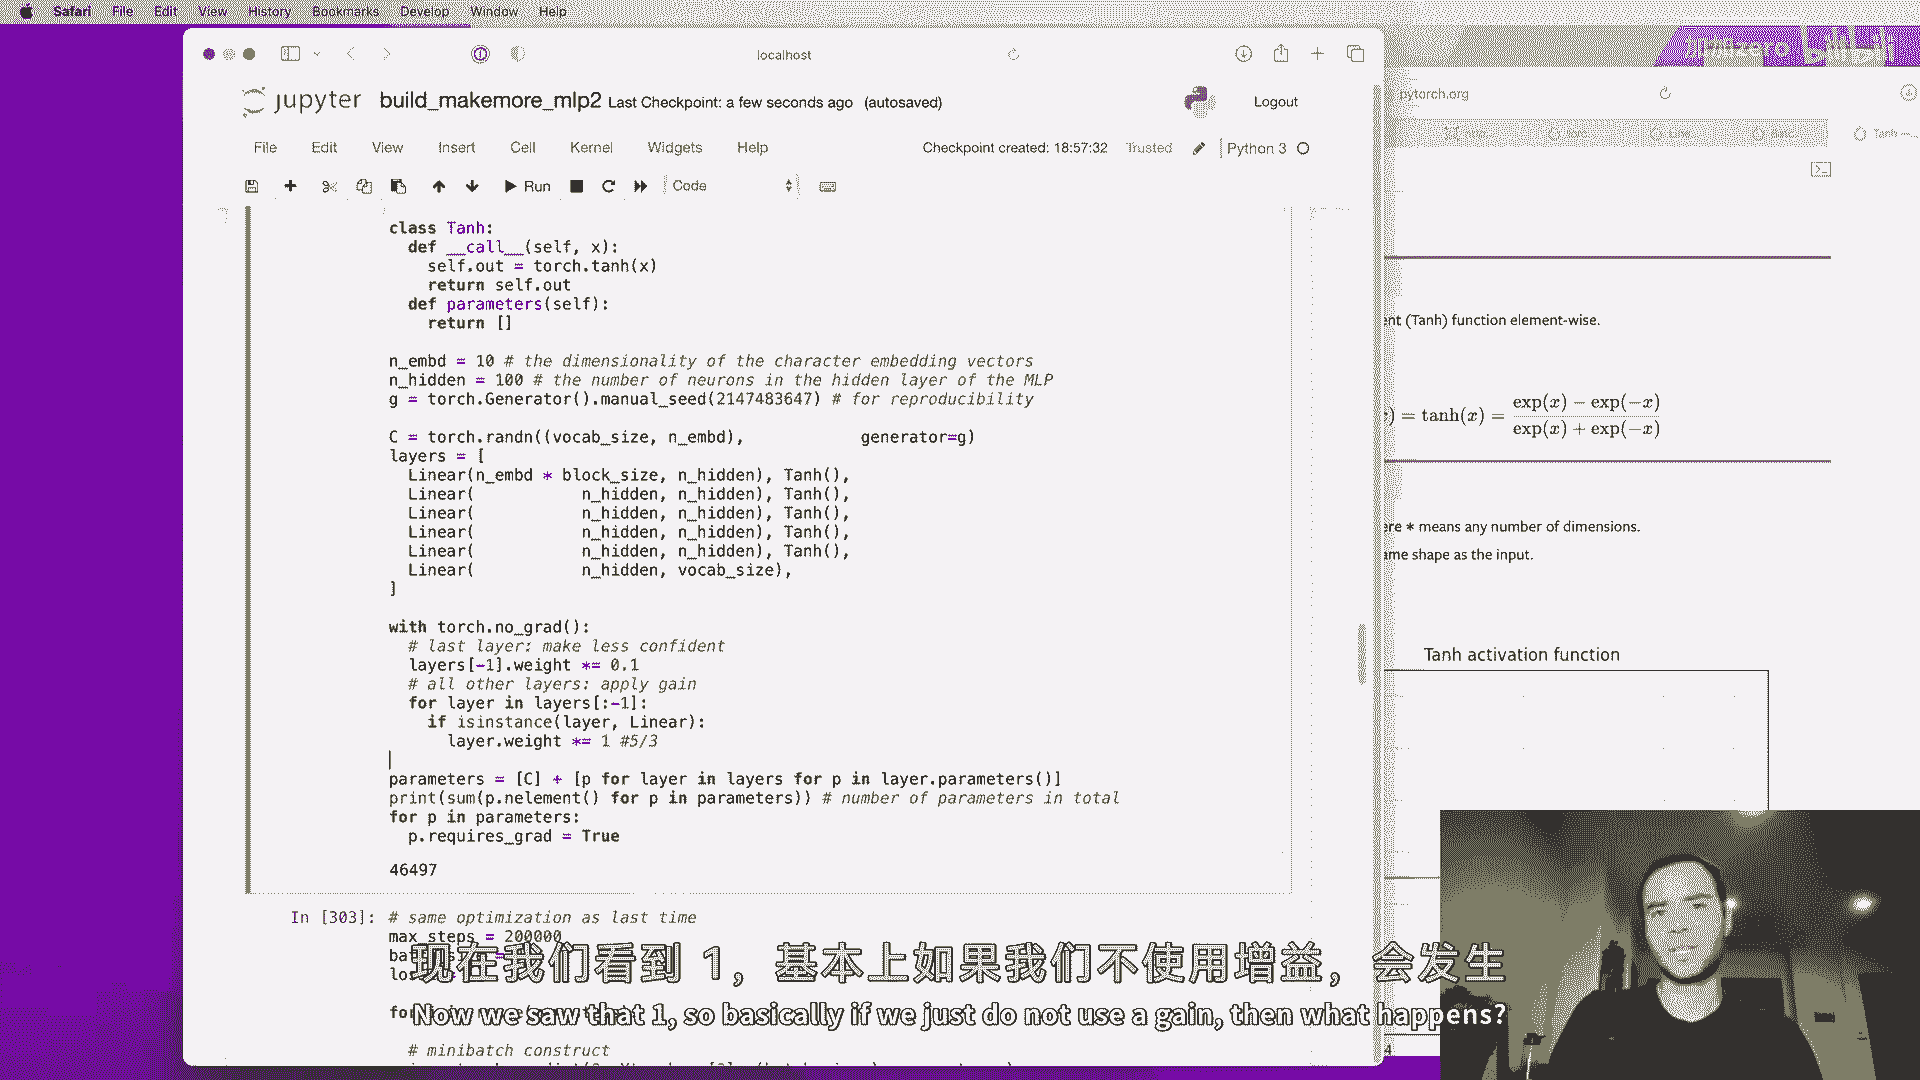 Safari File Edit View History Bookmarks Develop Window Help
localhost
pytorch.org
jupyter build_makemore_mlp2 Last Checkpoint: a few seconds ago (autosaved)
Logout
File Edit View Insert Cell Kernel Widgets Help
Checkpoint created: 18:57:32 Trusted Python 3
Run Code
Tanh
class Tanh:
def __call__(self, x):
self.out = torch.tanh(x)
return self.out
def parameters(self):
return []
n_embd = 10 # the dimensionality of the character embedding vectors
n_hidden = 100 # the number of neurons in the hidden layer of the MLP
g = torch.Generator().manual_seed(2147483647) # for reproducibility
C = torch.randn((vocab_size, n_embd), generator=g)
layers = [
Linear(n_embd * block_size, n_hidden), Tanh(),
Linear( n_hidden, n_hidden), Tanh(),
Linear( n_hidden, n_hidden), Tanh(),
Linear( n_hidden, n_hidden), Tanh(),
Linear( n_hidden, n_hidden), Tanh(),
Linear( n_hidden, vocab_size),
]
with torch.no_grad():
# last layer: make less confident
layers[-1].weight *= 0.1
# all other layers: apply gain
for layer in layers[:-1]:
if isinstance(layer, Linear):
layer.weight *= 1 #5/3
parameters = [C] + [p for layer in layers for p in layer.parameters()]
print(sum(p.nelement() for p in parameters)) # number of parameters in total
for p in parameters:
p.requires_grad = True
46497
In [303]: # same optimization as last time
max_steps = 200000
# minibatch construct
(Tanh) function element-wise.
= tanh(x) = exp(x) − exp(−x) / exp(x) + exp(−x)
∗ means any number of dimensions.
shape as the input.
Tanh activation function
现在我们看到 1，基本上如果我们不使用增益，会发生
Now we saw that 1, so basically if we just do not use a gain, then what happens?